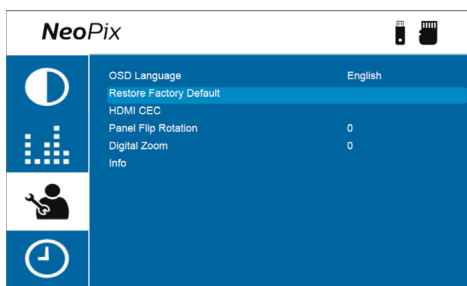 NeoPix
OSD Language English
Restore Factory Default
HDMI CEC
Panel Flip Rotation 0
Digital Zoom 0
Info